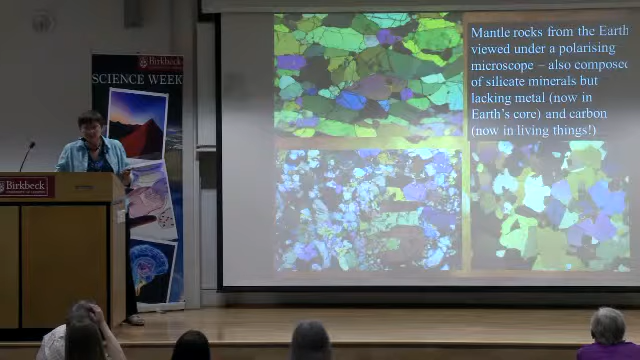 Birkbeck
SCIENCE WEEK
Mantle rocks from the Earth
viewed under a polarising
microscope – also composed
of silicate minerals but
lacking metal (now in
Earth's core) and carbon
(now in living things!)
Birkbeck